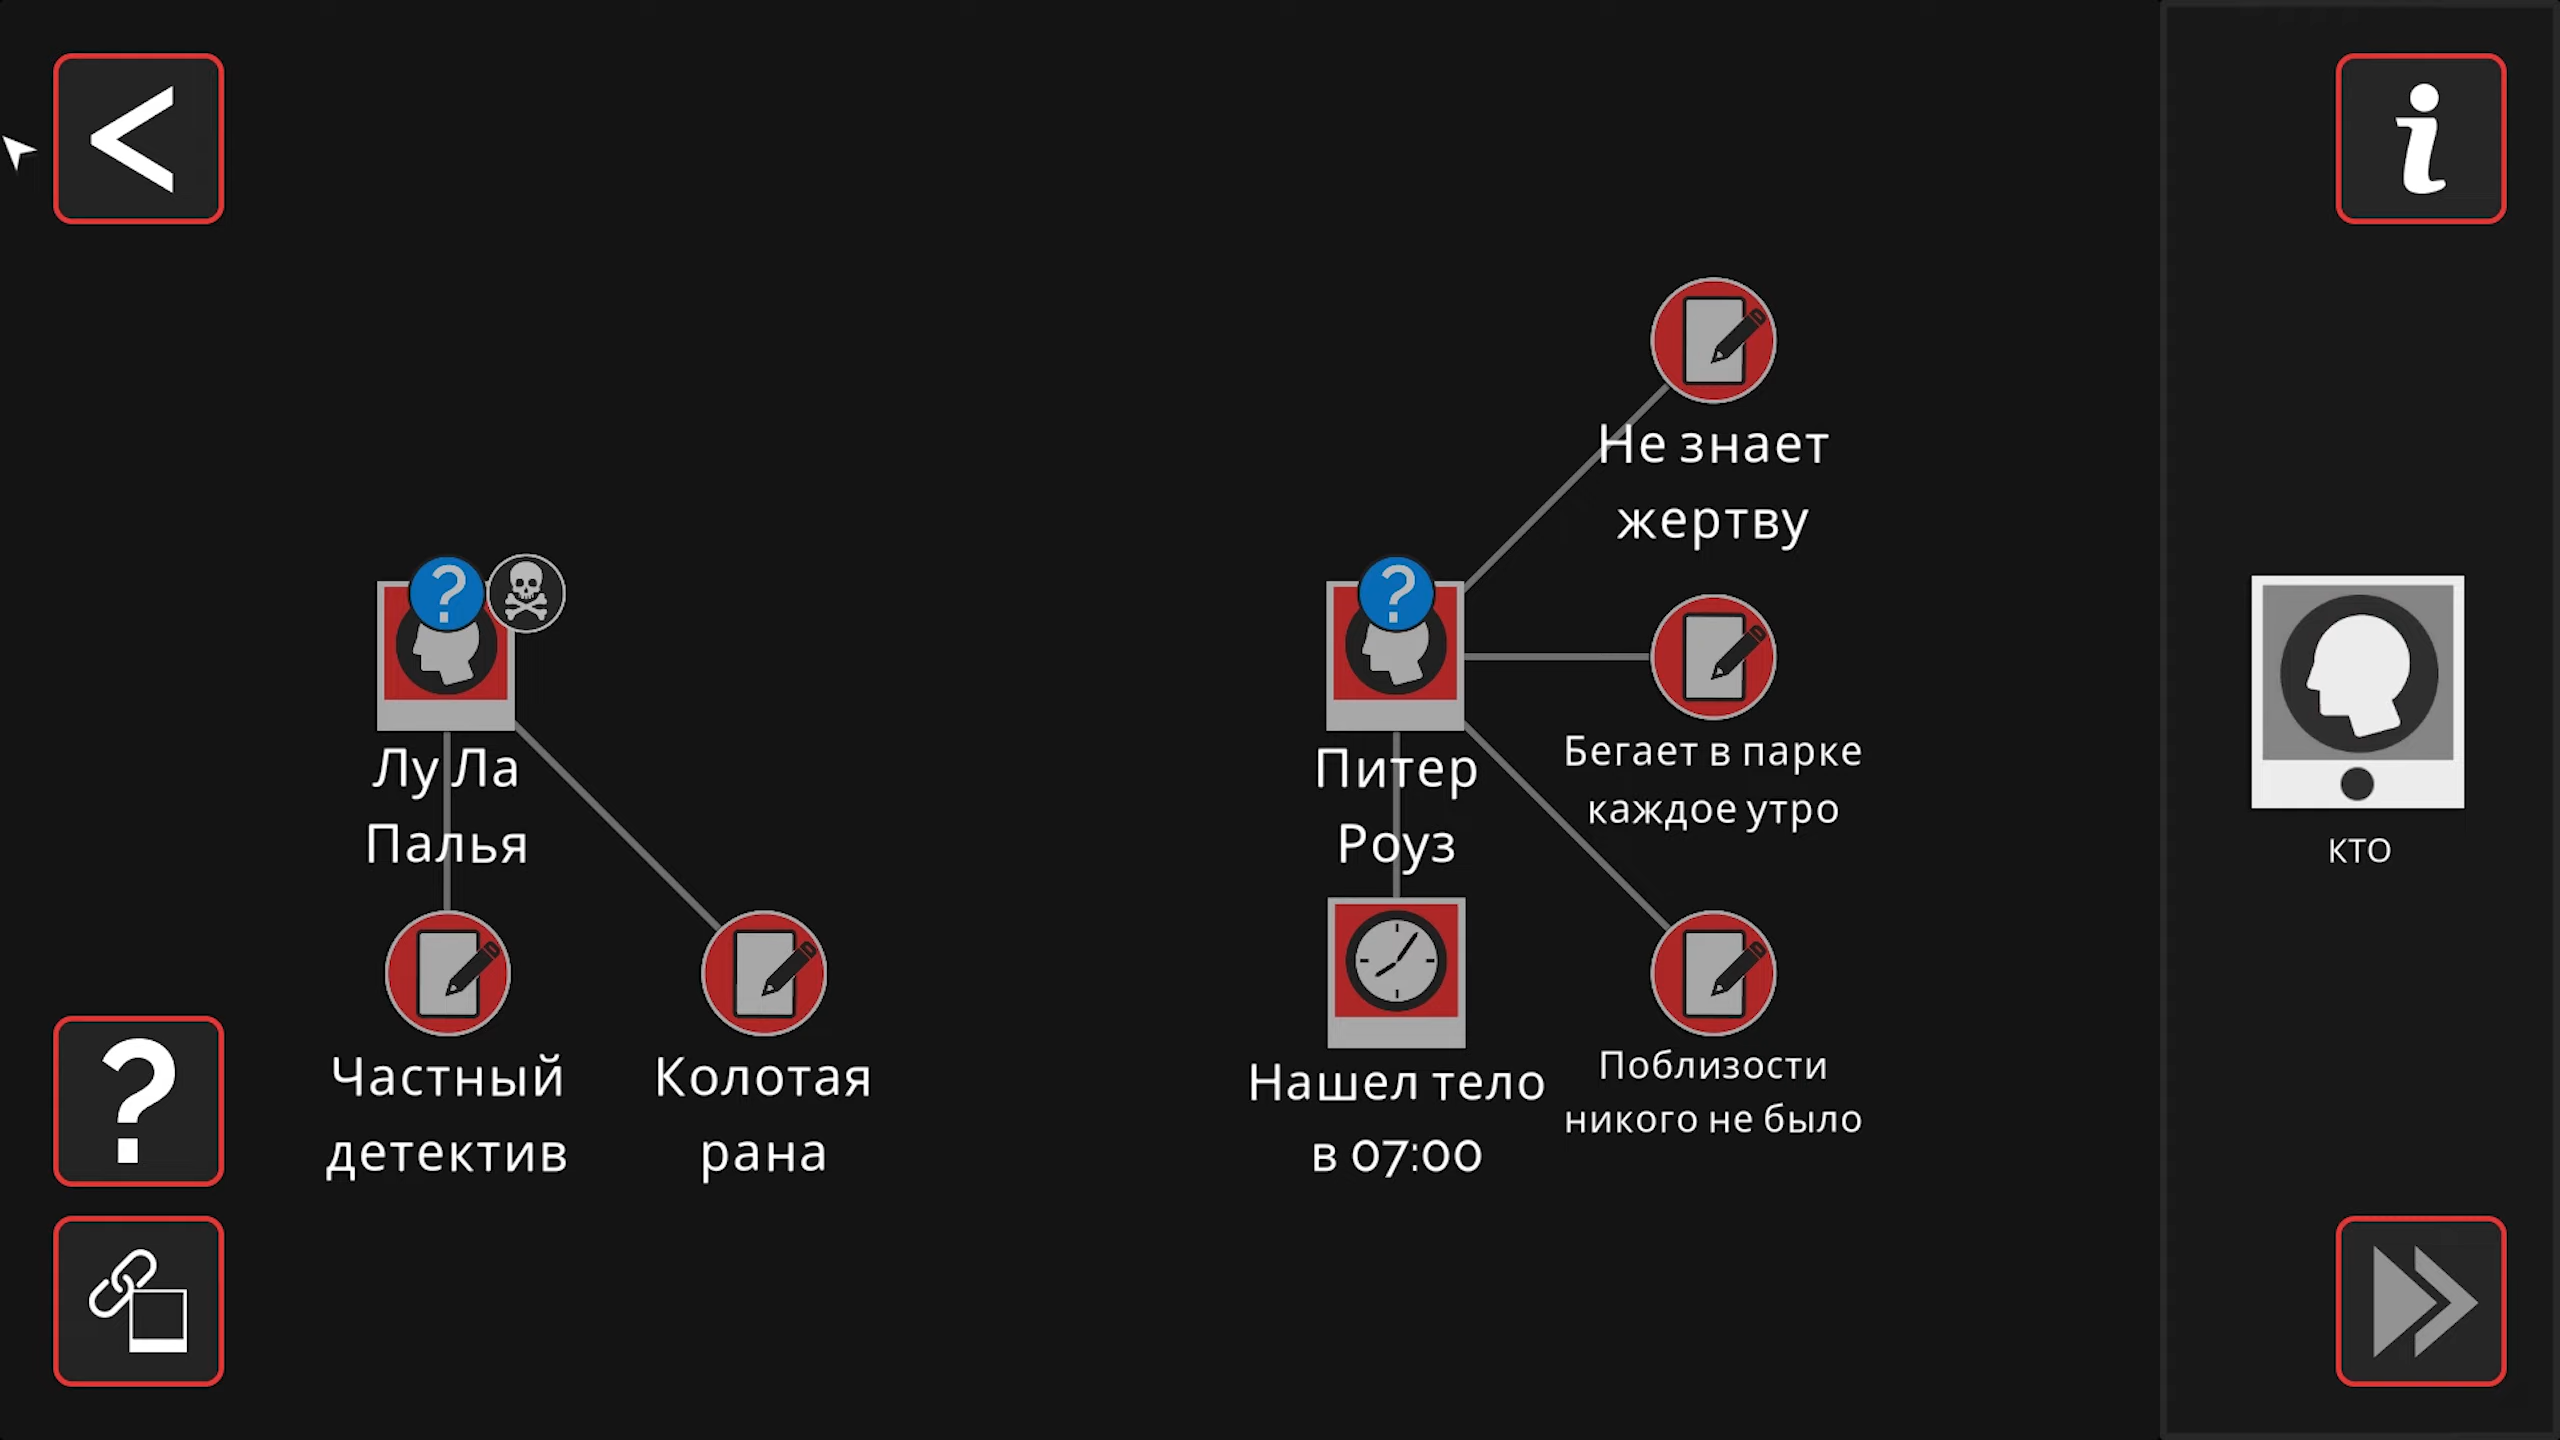 Не знает
жертву
Лу Ла
Палья
Питер
Роуз
Бегает в парке
каждое утро
кто
Частный
детектив
Колотая
рана
Нашел тело
в 07:00
Поблизости
никого не было